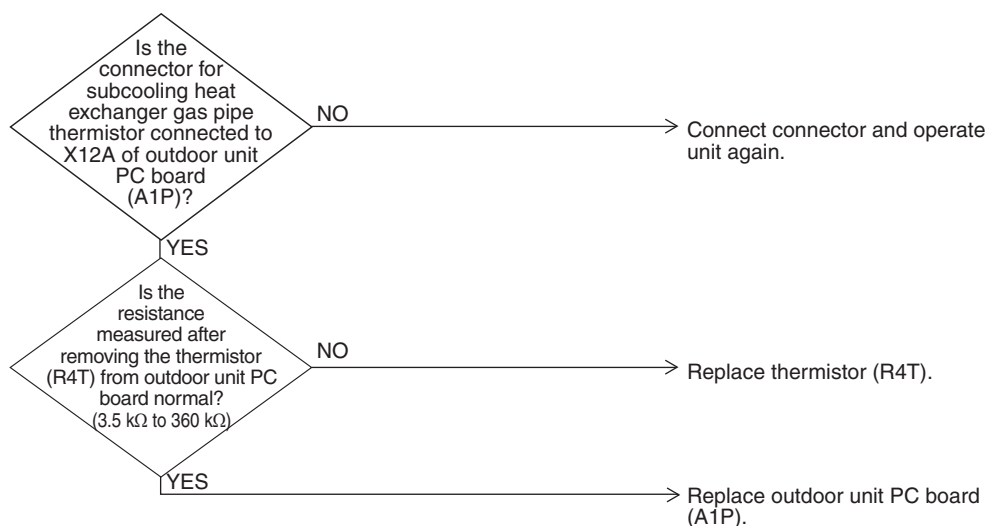 Is the
connector for
subcooling heat
exchanger gas pipe
thermistor connected to
X12A of outdoor unit
PC board
(A1P)?
NO
Connect connector and operate
unit again.
YES
Is the
resistance
measured after
removing the thermistor
(R4T) from outdoor unit PC
board normal?
(3.5 kΩ to 360 kΩ)
NO
Replace thermistor (R4T).
YES
Replace outdoor unit PC board
(A1P).